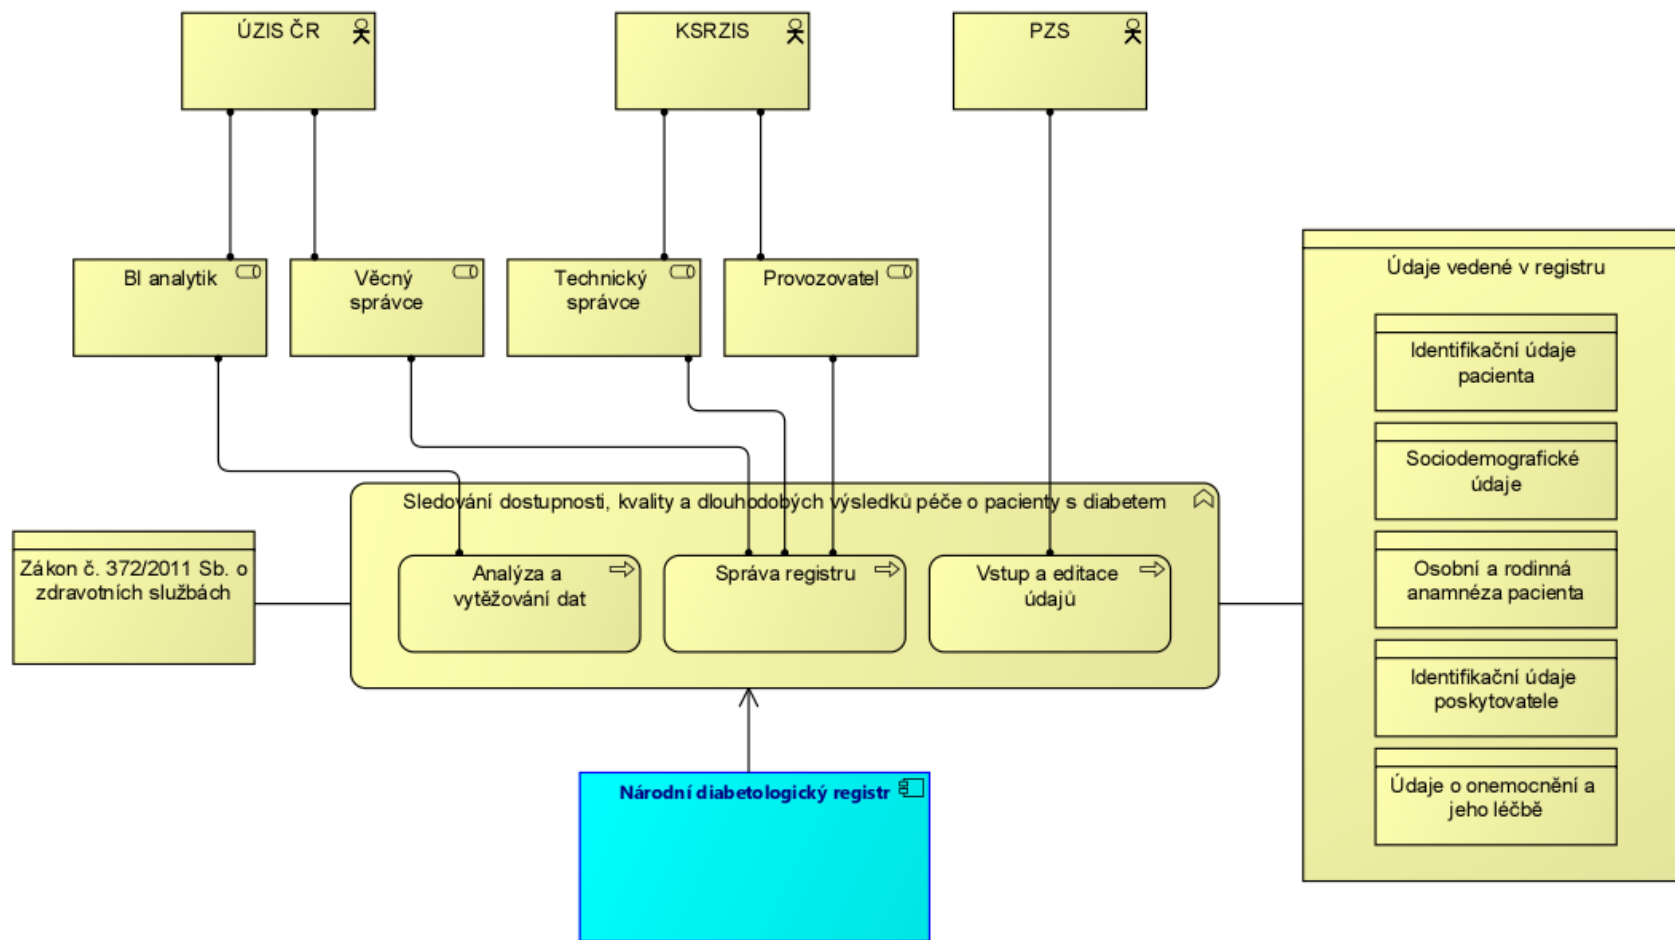 ÚZIS ČR
KSRZIS
PZS
BI analytik
Věcný
správce
Technický
správce
Provozovatel
Údaje vedené v registru
Identifikační údaje
pacienta
Sociodemografické
údaje
Osobní a rodinná
anamnéza pacienta
Identifikační údaje
poskytovatele
Údaje o onemocnění a
jeho léčbě
Sledování dostupnosti, kvality a dlouhodobých výsledků péče o pacienty s diabetem
Zákon č. 372/2011 Sb. o
zdravotních službách
Analýza a
vytěžování dat
Správa registru
Vstup a editace
údajů
Národní diabetologický registr